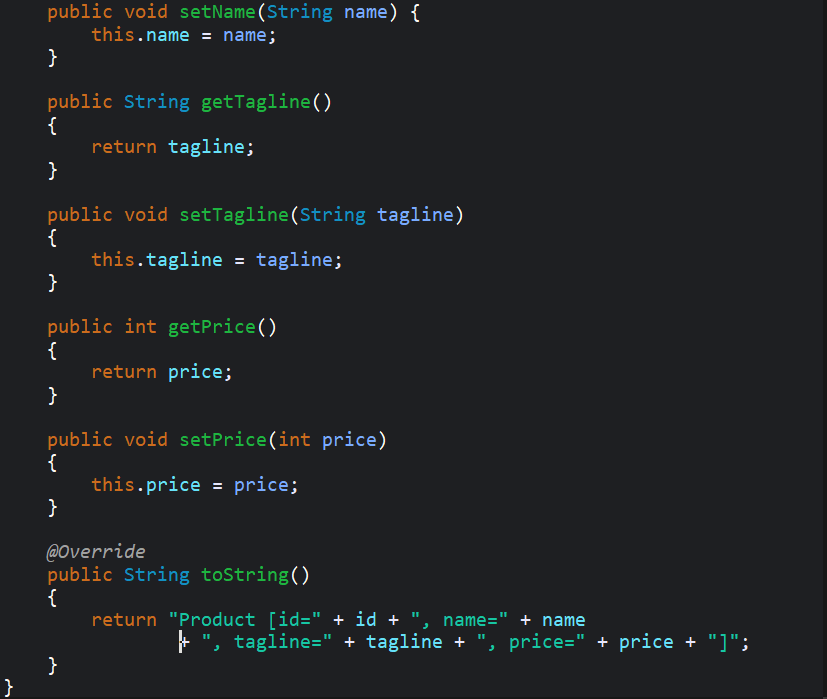 public void setName(String name) {
this.name = name;
}
public String getTagline()
{
return tagline;
}
public void setTagline(String tagline)
{
this.tagline = tagline;
}
public int getPrice()
{
return price;
}
public void setPrice(int price)
{
this.price = price;
}
@Override
public String toString()
{
return "Product [id=" + id + ", name=" + name
+ ", tagline=" + tagline + ", price=" + price + "]";
}
}